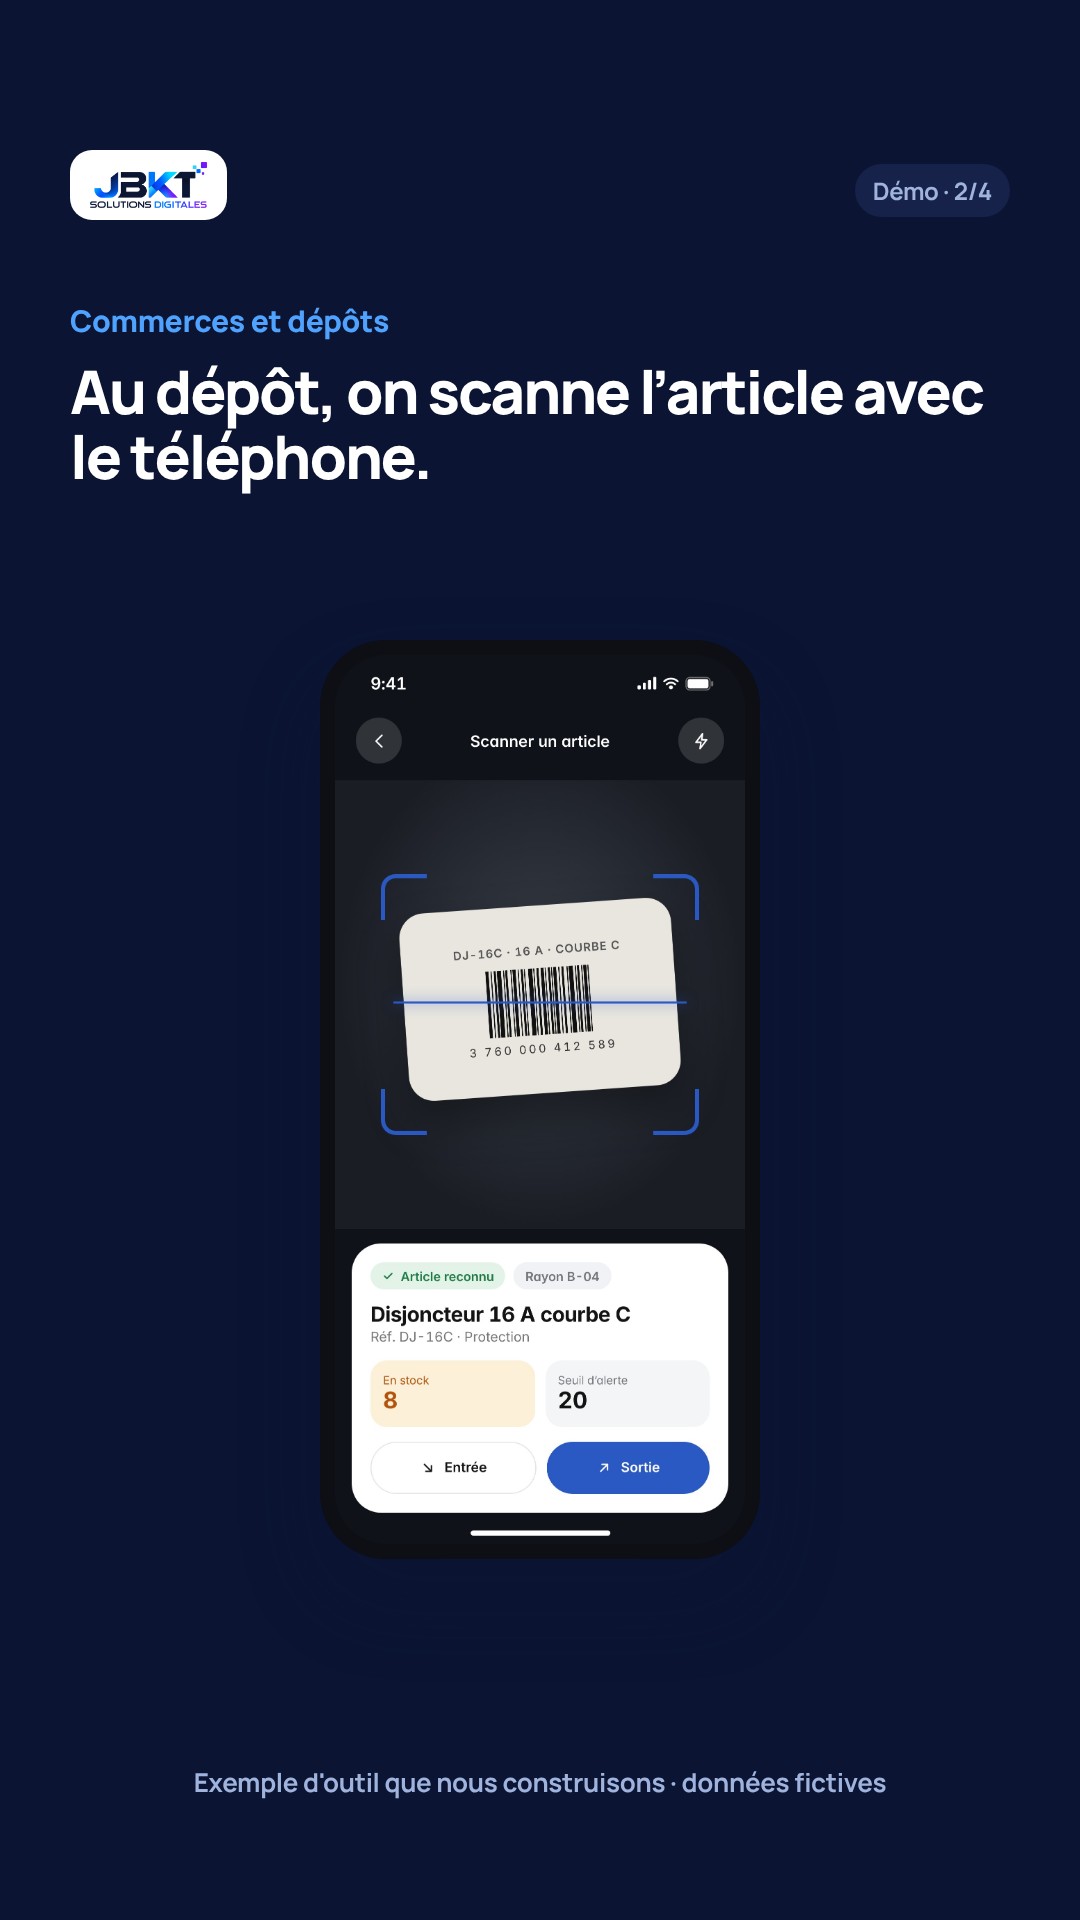 JBKT
SOLUTIONS DIGITALES
Démo · 2/4
Commerces et dépôts
Au dépôt, on scanne l’article avec
le téléphone.
9:41
Scanner un article
DJ-16C · 16 A · COURBE C
3 760 000 412 589
Article reconnu
Rayon B-04
Disjoncteur 16 A courbe C
Réf. DJ-16C · Protection
En stock
8
Seuil d'alerte
20
Entrée
Sortie
Exemple d'outil que nous construisons · données fictives